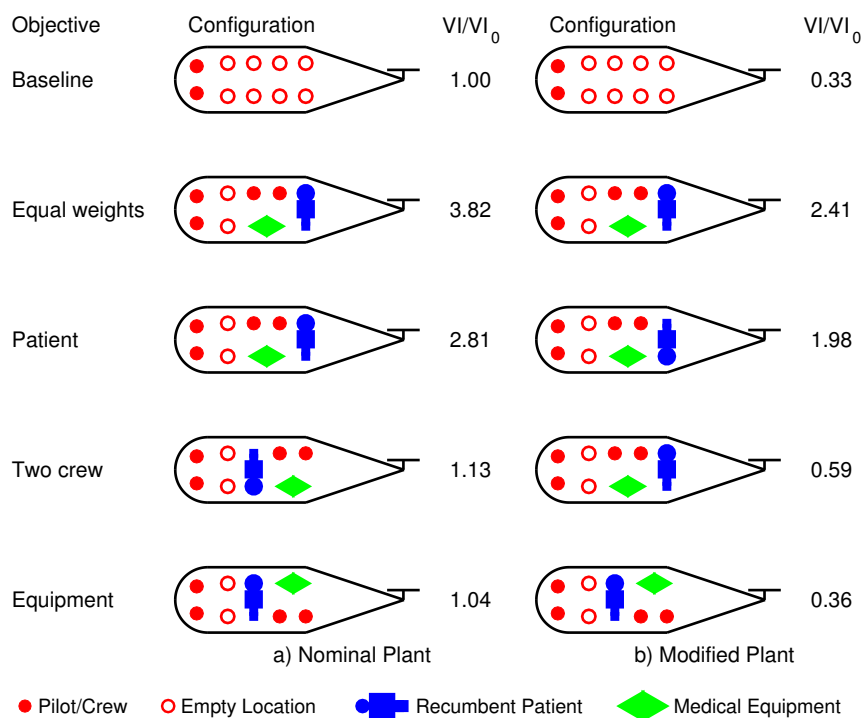 Objective Configuration VI/VI0 Configuration VI/VI0
Baseline 1.00 0.33
Equal weights 3.82 2.41
Patient 2.81 1.98
Two crew 1.13 0.59
Equipment 1.04 0.36
a) Nominal Plant b) Modified Plant
Pilot/Crew Empty Location Recumbent Patient Medical Equipment